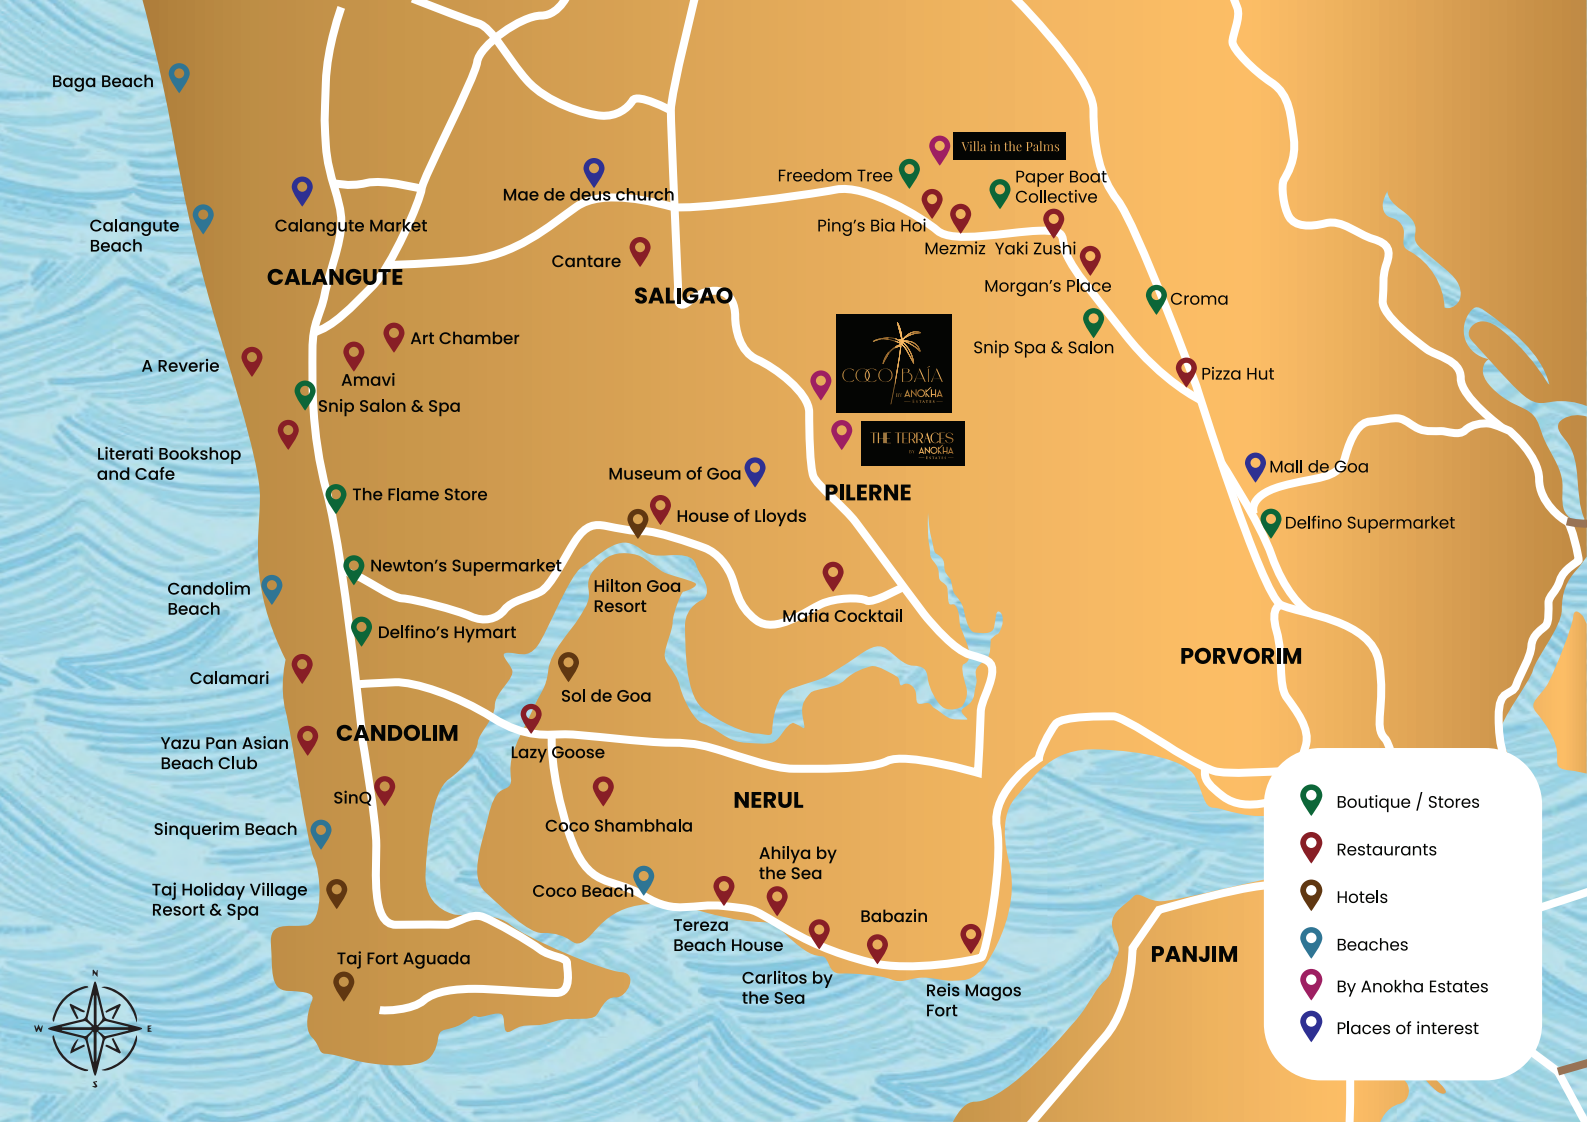 Baga Beach
Villa in the Palms
Freedom Tree
Paper Boat
Collective
Mae de deus church
Calangute
Beach
Calangute Market
Ping's Bia Hoi
Mezmiz
Yaki Zushi
Cantare
CALANGUTE
SALIGAO
Morgan's Place
Croma
Art Chamber
Snip Spa & Salon
A Reverie
Amavi
COCO BAÍA
BY ANOKHA
ESTATES
Pizza Hut
Snip Salon & Spa
THE TERRACES
BY ANOKHA
ESTATES
Literati Bookshop
and Cafe
Museum of Goa
Mall de Goa
The Flame Store
PILERNE
House of Lloyds
Delfino Supermarket
Newton's Supermarket
Candolim
Beach
Hilton Goa
Resort
Mafia Cocktail
Delfino's Hymart
PORVORIM
Calamari
Sol de Goa
CANDOLIM
Yazu Pan Asian
Beach Club
Lazy Goose
SinQ
NERUL
Boutique / Stores
Sinquerim Beach
Coco Shambhala
Restaurants
Ahilya by
the Sea
Taj Holiday Village
Resort & Spa
Coco Beach
Hotels
Tereza
Beach House
Babazin
Beaches
Taj Fort Aguada
PANJIM
Carlitos by
the Sea
Reis Magos
Fort
By Anokha Estates
Places of interest
N
W
E
S